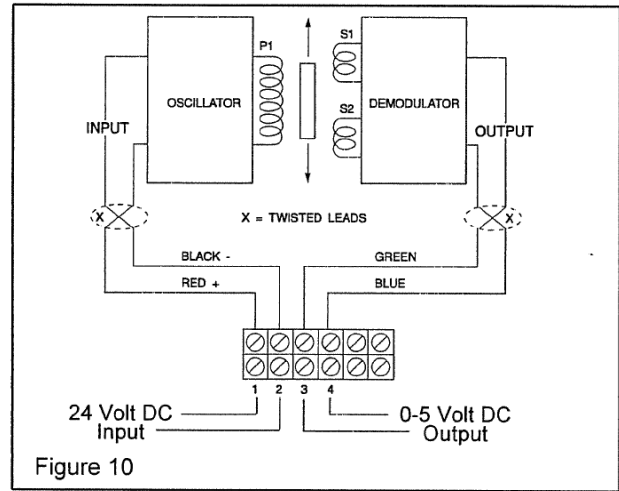 P1
S1
OSCILLATOR
DEMODULATOR
S2
INPUT
OUTPUT
X
X = TWISTED LEADS
X
BLACK -
GREEN
RED +
BLUE
1 2 3 4
24 Volt DC
Input
0-5 Volt DC
Output
Figure 10